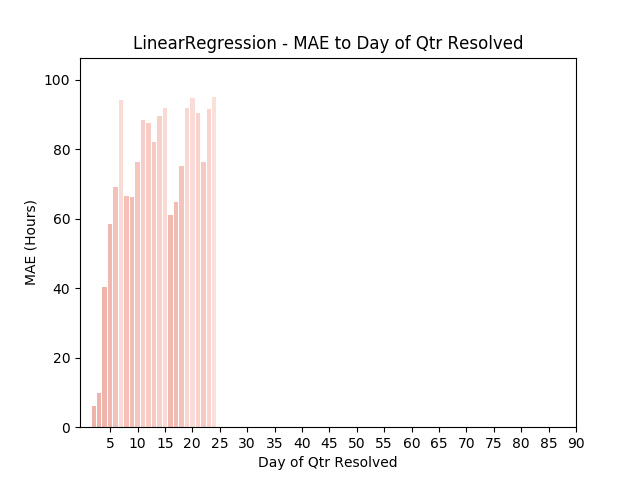 LinearRegression - MAE to Day of Qtr Resolved
100
80
60
40
20
0
MAE (Hours)
5 10 15 20 25 30 35 40 45 50 55 60 65 70 75 80 85 90
Day of Qtr Resolved